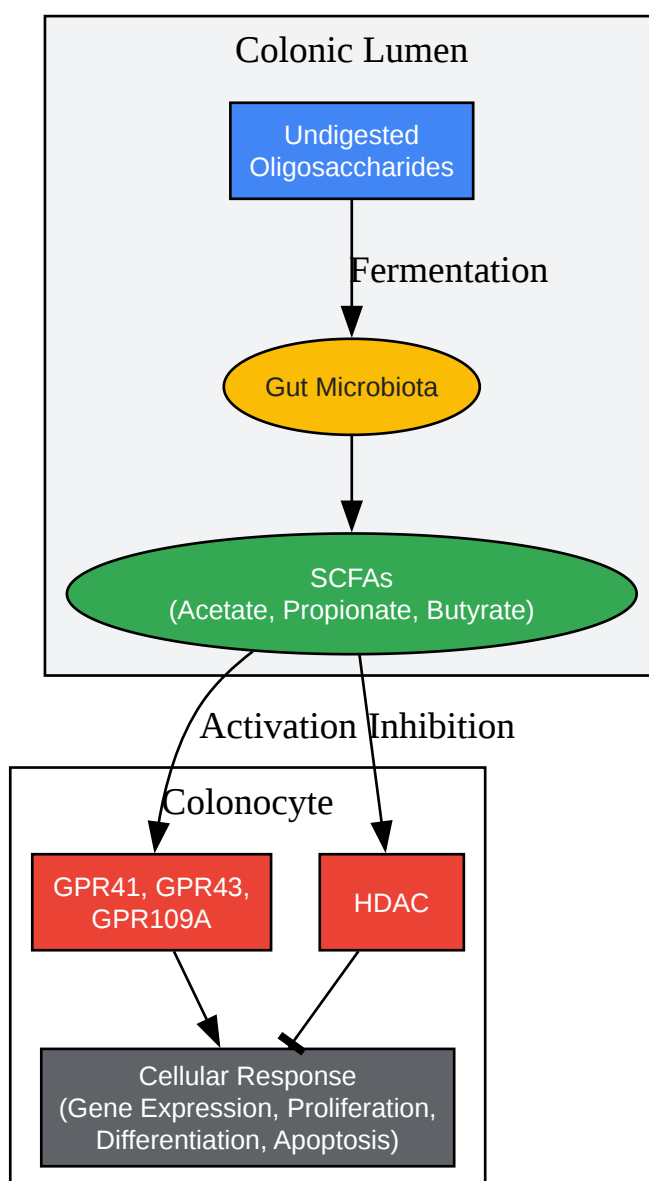 Colonic Lumen
Undigested
Oligosaccharides
Fermentation
Gut Microbiota
SCFAs
(Acetate, Propionate, Butyrate)
Activation
Inhibition
Colonocyte
GPR41, GPR43,
GPR109A
HDAC
Cellular Response
(Gene Expression, Proliferation,
Differentiation, Apoptosis)